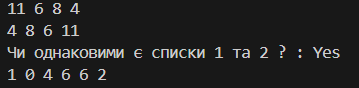 11 6 8 4
4 8 6 11
Чи однаковими є списки 1 та 2 ? : Yes
1 0 4 6 6 2